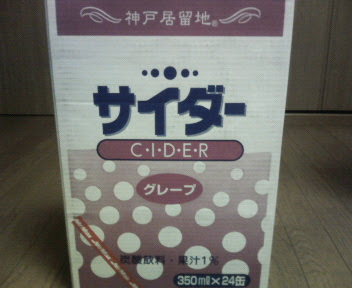 神戸居留地®
サイダー
C・I・D・E・R
グレープ
炭酸飲料・果汁1%
350ml×24缶